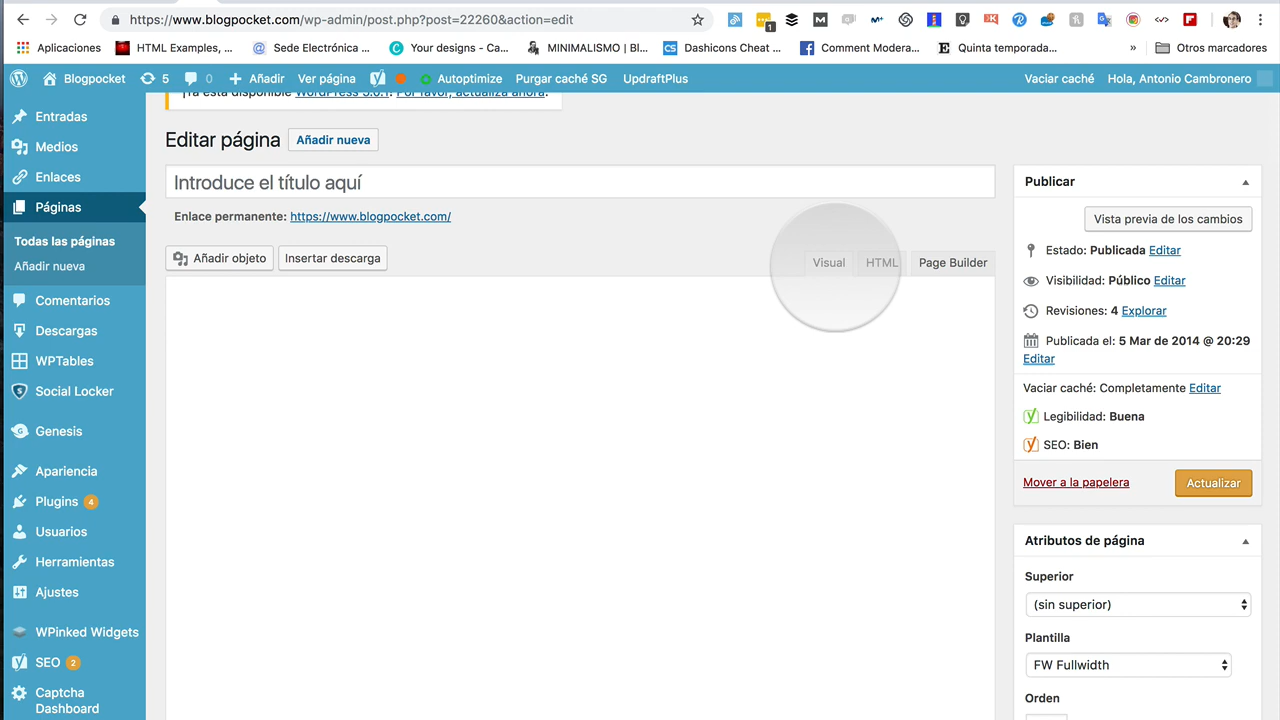 https://www.blogpocket.com/wp-admin/post.php?post=22260&action=edit
1
Aplicaciones
HTML Examples, ...
Sede Electrónica ...
Your designs - Ca...
MINIMALISMO | Bl...
Dashicons Cheat ...
Comment Modera...
Quinta temporada...
»
Otros marcadores
Blogpocket
5
0
Añadir
Ver página
Autoptimize
Purgar caché SG
UpdraftPlus
Vaciar caché
Hola, Antonio Cambronero
¡Ya está disponible WordPress 5.0.1! Por favor, actualiza ahora.
Entradas
Medios
Enlaces
Páginas
Todas las páginas
Añadir nueva
Comentarios
Descargas
WPTables
Social Locker
Genesis
Apariencia
Plugins 4
Usuarios
Herramientas
Ajustes
WPinked Widgets
SEO 2
Captcha
Dashboard
Editar página
Añadir nueva
Introduce el título aquí
Enlace permanente: https://www.blogpocket.com/
Añadir objeto
Insertar descarga
Visual
HTML
Page Builder
Publicar
Vista previa de los cambios
Estado: Publicada Editar
Visibilidad: Público Editar
Revisiones: 4 Explorar
Publicada el: 5 Mar de 2014 @ 20:29
Editar
Vaciar caché: Completamente Editar
Legibilidad: Buena
SEO: Bien
Mover a la papelera
Actualizar
Atributos de página
Superior
(sin superior)
Plantilla
FW Fullwidth
Orden